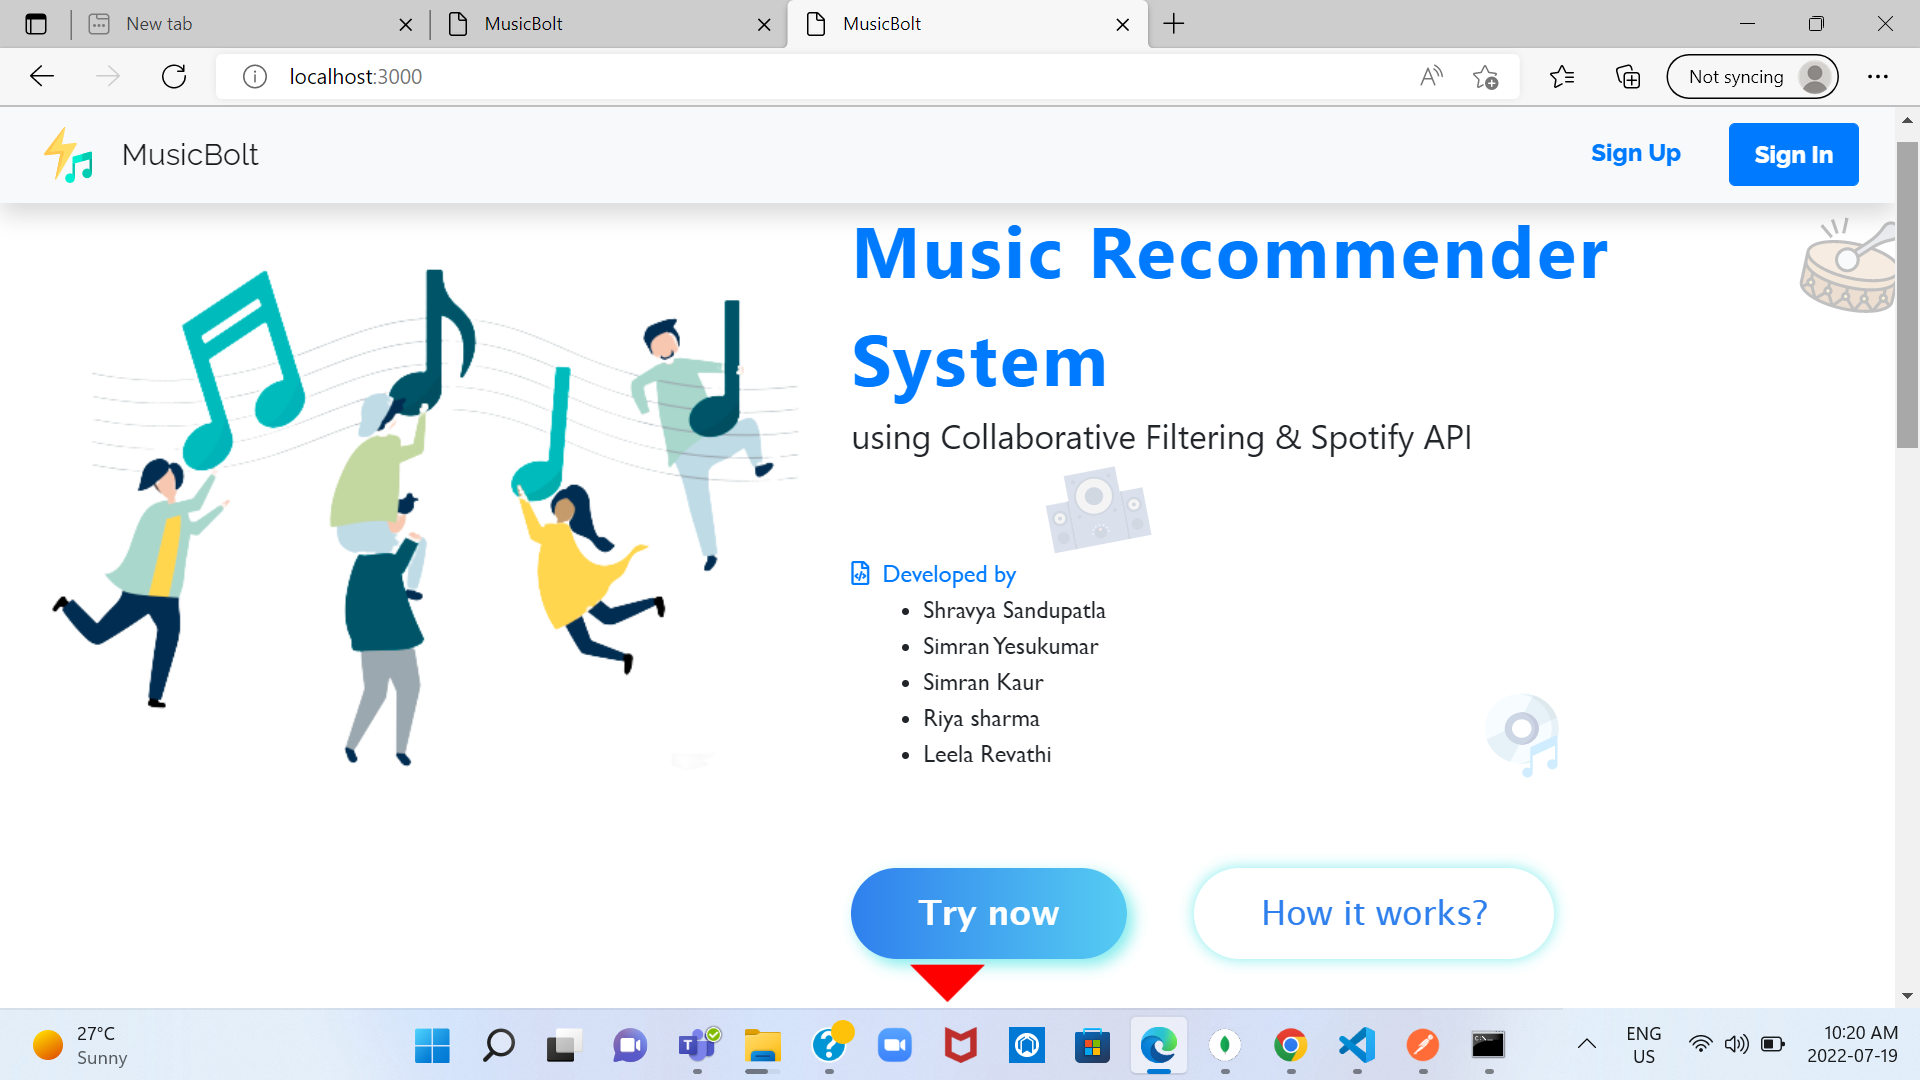 New tab
MusicBolt
MusicBolt
localhost:3000
Not syncing
MusicBolt
Sign Up
Sign In
Music Recommender
System
using Collaborative Filtering & Spotify API
Developed by
Shravya Sandupatla
Simran Yesukumar
Simran Kaur
Riya sharma
Leela Revathi
Try now
How it works?
27°C
Sunny
ENG
US
10:20 AM
2022-07-19